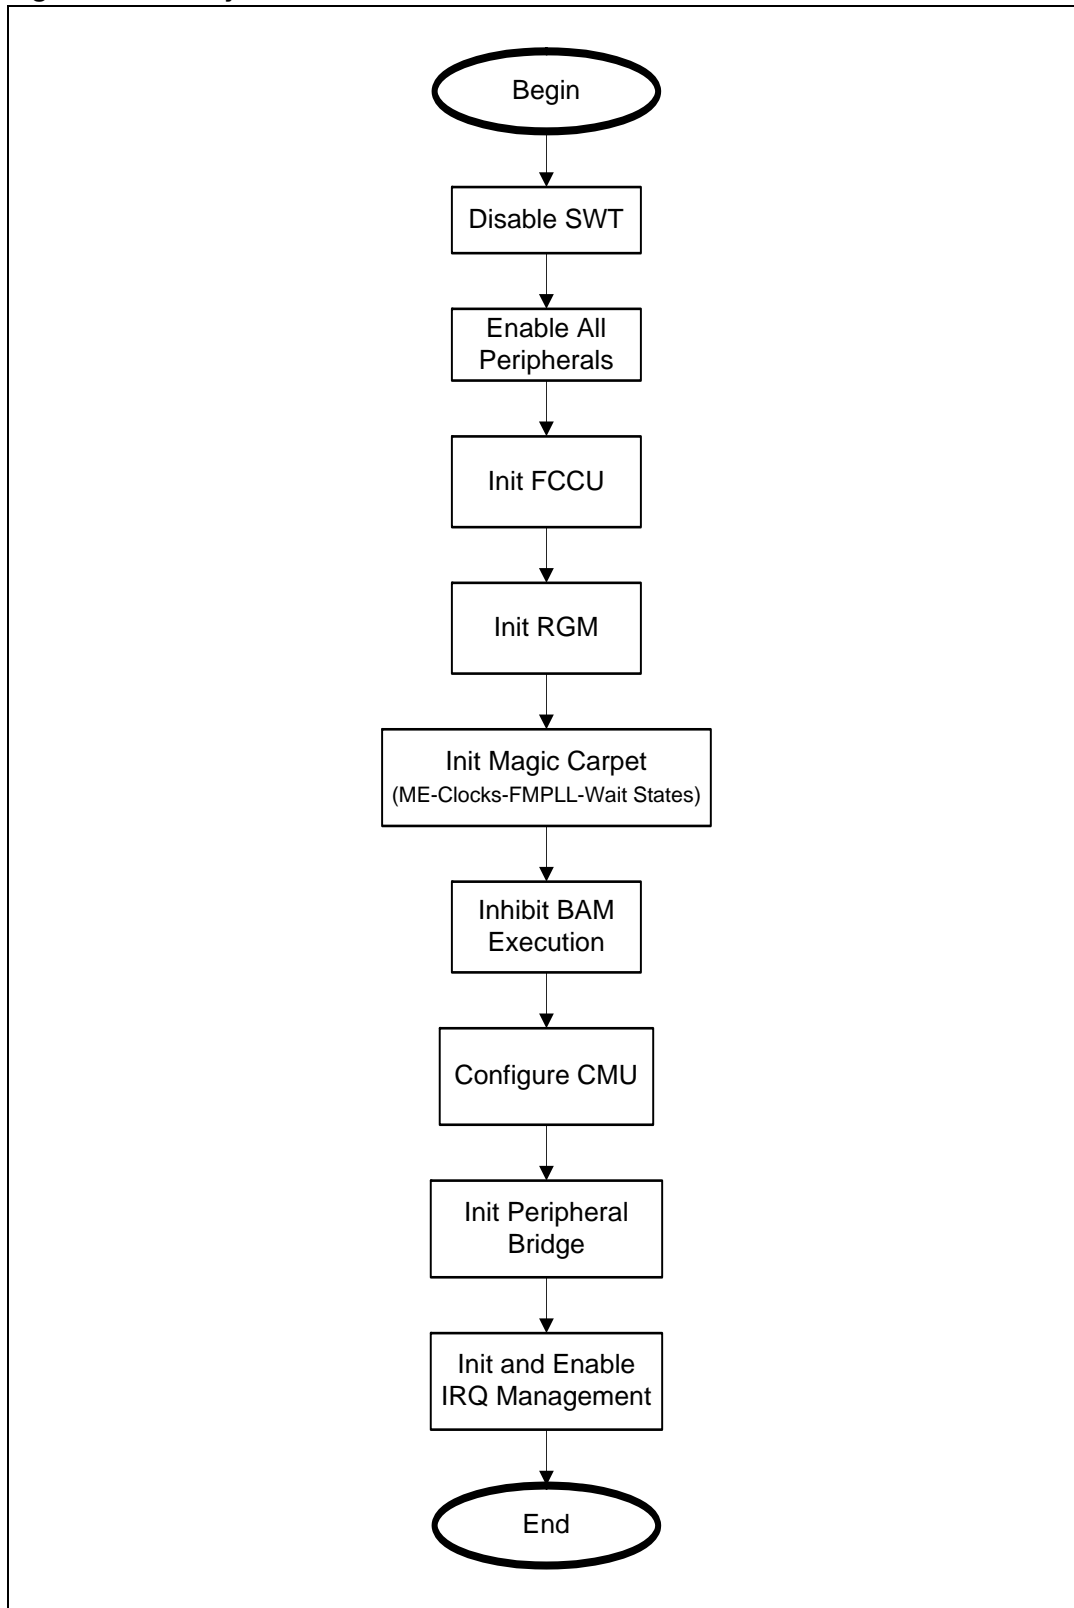 Begin
Disable SWT
Enable All
Peripherals
Init FCCU
Init RGM
Init Magic Carpet
(ME-Clocks-FMPLL-Wait States)
Inhibit BAM
Execution
Configure CMU
Init Peripheral
Bridge
Init and Enable
IRQ Management
End